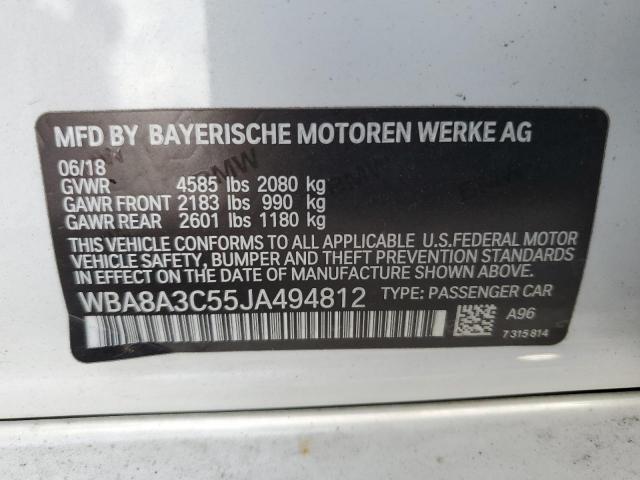 MFD BY BAYERISCHE MOTOREN WERKE AG
06/18
GVWR 4585 lbs 2080 kg
GAWR FRONT 2183 lbs 990 kg
GAWR REAR 2601 lbs 1180 kg
THIS VEHICLE CONFORMS TO ALL APPLICABLE U.S.FEDERAL MOTOR
VEHICLE SAFETY, BUMPER AND THEFT PREVENTION STANDARDS
IN EFFECT ON THE DATE OF MANUFACTURE SHOWN ABOVE.
WBA8A3C55JA494812 TYPE: PASSENGER CAR
A96
7 315 814